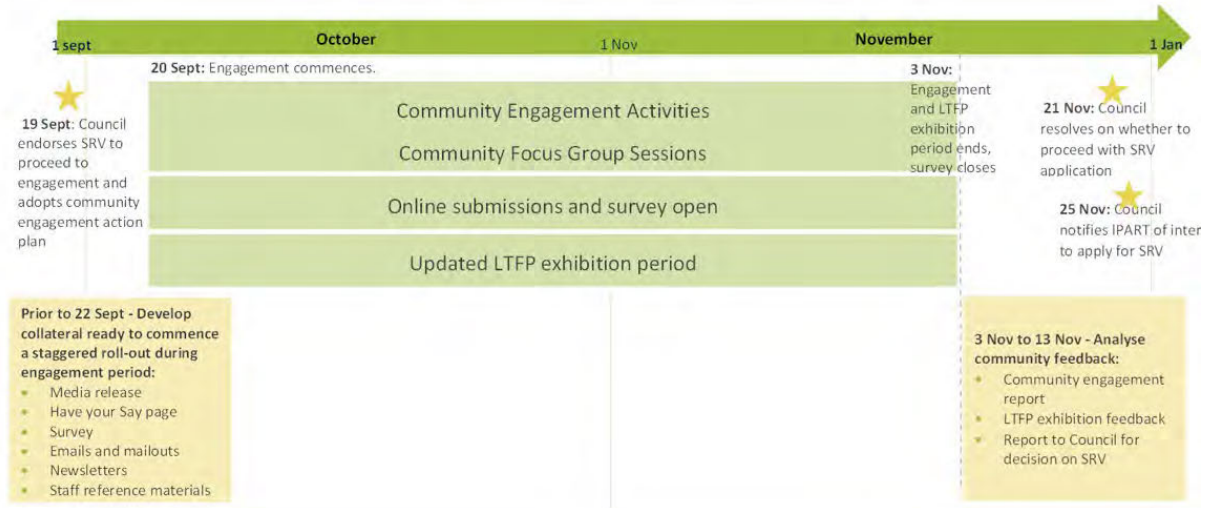 October
November
1 sept
1 Nov
1 Jan
20 Sept: Engagement commences.
19 Sept: Council
endorses SRV to
proceed to
engagement and
adopts community
engagement action
plan
Community Engagement Activities
Community Focus Group Sessions
Online submissions and survey open
Updated LTFP exhibition period
3 Nov:
Engagement
and LTFP
exhibition
period ends,
survey closes
21 Nov: Council
resolves on whether to
proceed with SRV
application
25 Nov: Council
notifies IPART of inter
to apply for SRV
Prior to 22 Sept - Develop
collateral ready to commence
a staggered roll-out during
engagement period:
• Media release
• Have your Say page
• Survey
• Emails and mailouts
• Newsletters
• Staff reference materials
3 Nov to 13 Nov - Analyse
community feedback:
• Community engagement
report
• LTFP exhibition feedback
• Report to Council for
decision on SRV